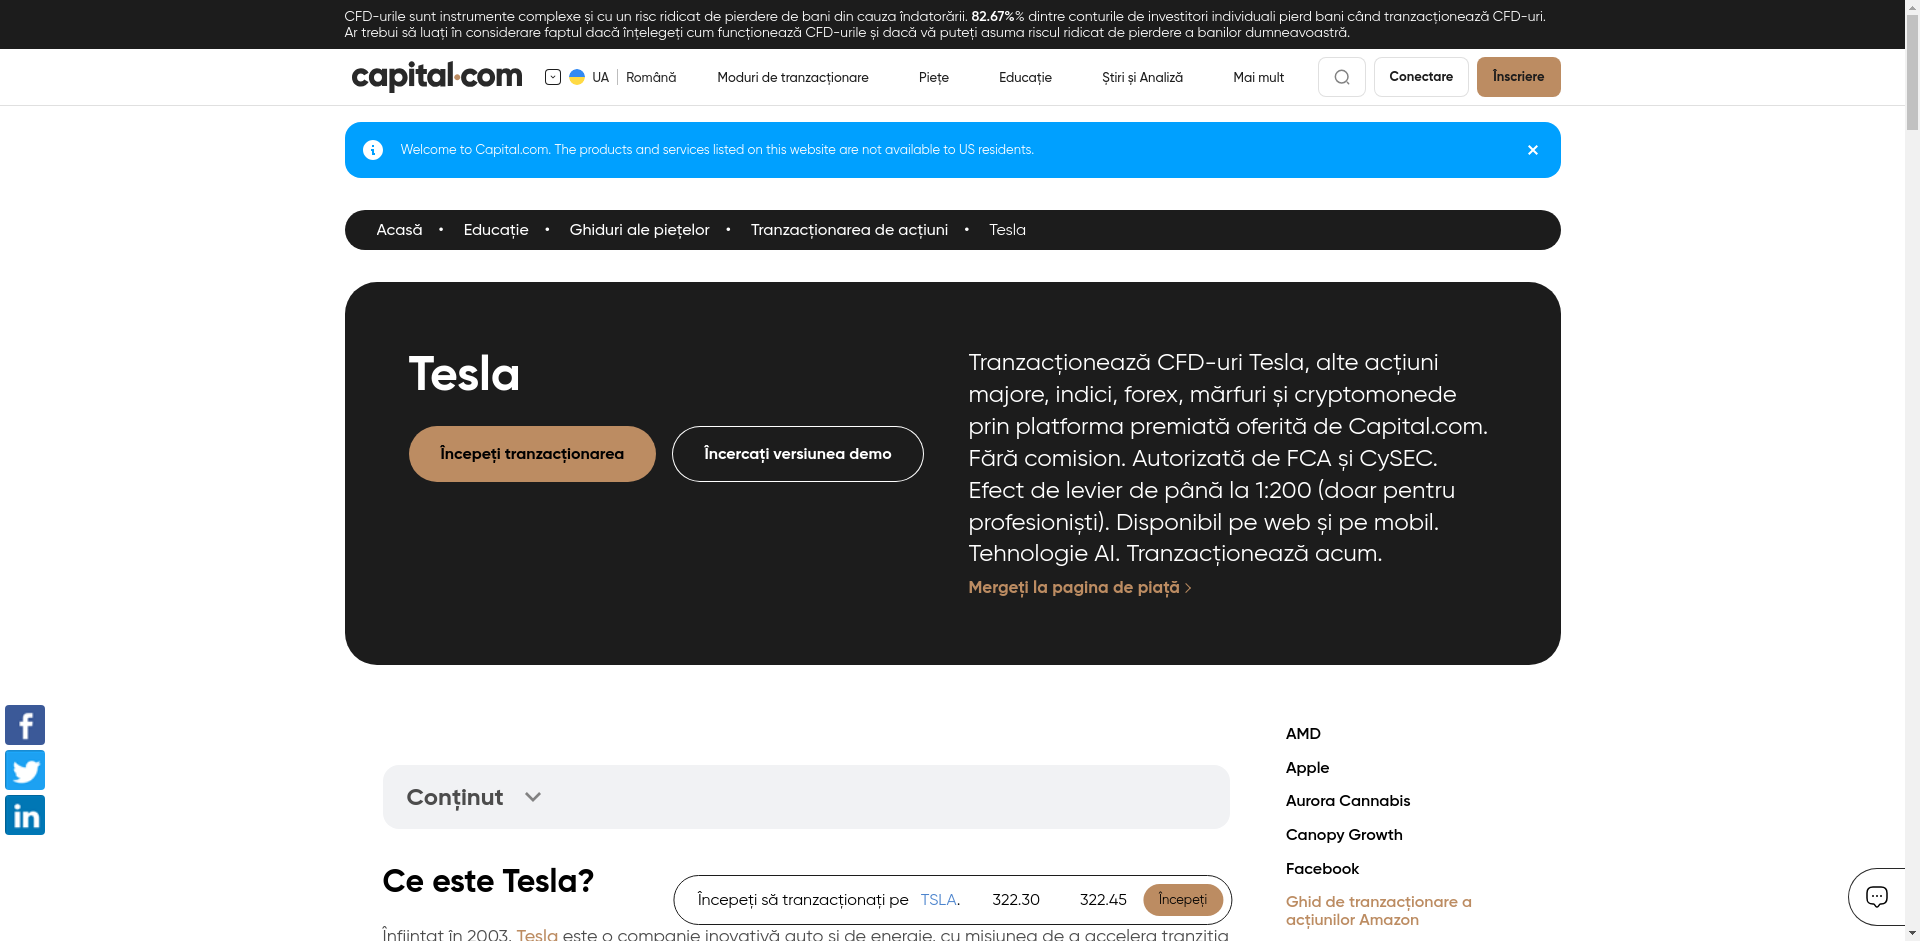 CFD-urile sunt instrumente complexe și cu un risc ridicat de pierdere de bani din cauza îndatorării. 82.67%% dintre conturile de investitori individuali pierd bani când tranzacționează CFD-uri.
Ar trebui să luați în considerare faptul dacă înțelegeți cum funcționează CFD-urile și dacă vă puteți asuma riscul ridicat de pierdere a banilor dumneavoastră.
capital.com UA Română Moduri de tranzacționare Piețe Educație Știri și Analiză Mai mult Conectare Înscriere
Welcome to Capital.com. The products and services listed on this website are not available to US residents.
Acasă • Educație • Ghiduri ale piețelor • Tranzacționarea de acțiuni • Tesla
Tesla
Începeți tranzacționarea Încercați versiunea demo
Tranzacționează CFD-uri Tesla, alte acțiuni
majore, indici, forex, mărfuri și cryptomonede
prin platforma premiată oferită de Capital.com.
Fără comision. Autorizată de FCA și CySEC.
Efect de levier de până la 1:200 (doar pentru
profesioniști). Disponibil pe web și pe mobil.
Tehnologie AI. Tranzacționează acum.
Mergeți la pagina de piață
Conținut
Ce este Tesla?
Începeți să tranzacționați pe TSLA. 322.30 322.45 Începeți
Înființat în 2003, Tesla este o companie inovativă auto și de energie, cu misiunea de a accelera tranziția
AMD
Apple
Aurora Cannabis
Canopy Growth
Facebook
Ghid de tranzacționare a
acțiunilor Amazon